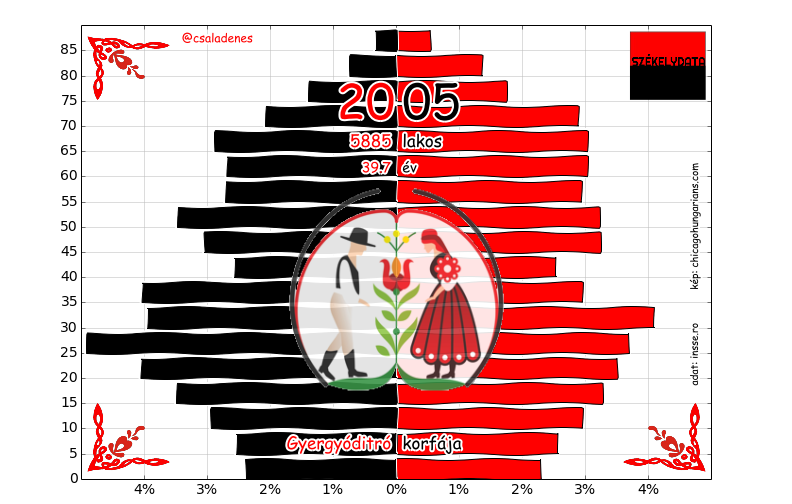 @csaladenes
SZÉKELYDATA
2005
5885 lakos
39.7 év
kép: chicagohungarians.com
adat: insse.ro
Gyergyóditró korfája
85
80
75
70
65
60
55
50
45
40
35
30
25
20
15
10
5
0
4% 3% 2% 1% 0% 1% 2% 3% 4%